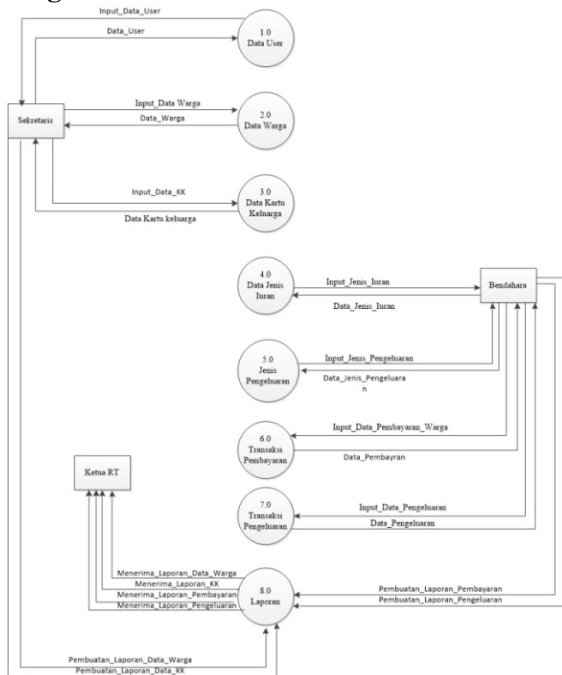 Input_Data_User
1.0
Data User
Data_User
Sekretaris
Input_Data Warga
Data_Warga
2.0
Data Warga
Input_Data_KK
Data Kartu keluarga
3.0
Data Kartu
Keluarga
4.0
Data Jenis
Iuran
Input_Jenis_Iuran
Data_Jenis_Iuran
Bendahara
5.0
Jenis
Pengeluaran
Input_Jenis_Pengeluaran
Data_Jenis_Pengeluara
n
6.0
Transaksi
Pembayaran
Input_Data_Pembayaran_Warga
Data_Pembayran
Ketua RT
7.0
Transaksi
Pengeluaran
Input_Data_Pengeluaran
Data_Pengeluaran
Menerima_Laporan_Data_Warga
Menerima_Laporan_KK
Menerima_Laporan_Pembayaran
Menerima_Laporan_Pengeluaran
8.0
Laporan
Pembuatan_Laporan_Pembayaran
Pembuatan_Laporan_Pengeluaran
Pembuatan_Laporan_Data_Warga
Pembuatan_Laporan_Data_KK